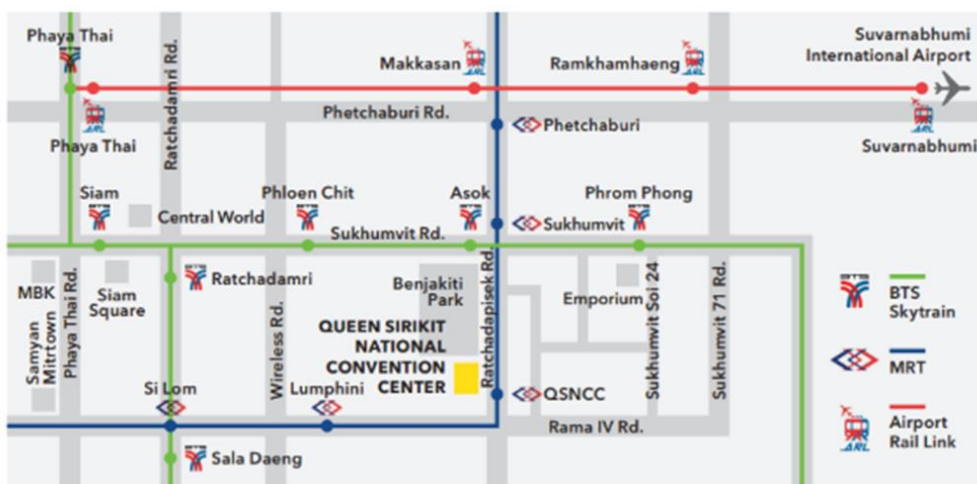 Phaya Thai
Ratchadamri Rd.
Makkasan
ARL
Ramkhamhaeng
ARL
Suvarnabhumi
International Airport
Phetchaburi Rd.
Phetchaburi
ARL
Phaya Thai
ARL
Suvarnabhumi
Siam
Central World
Phloen Chit
Asok
Sukhumvit
Phrom Phong
Sukhumvit Rd.
MBK
Siam
Square
Phaya Thai Rd.
Samyan
Mitrtown
Ratchadamri
Wireless Rd.
Benjakiti
Park
Ratchadapisek Rd.
Emporium
Sukhumvit Soi 24
Sukhumvit 71 Rd.
QUEEN SIRIKIT
NATIONAL
CONVENTION
CENTER
QSNCC
Si Lom
Lumphini
Rama IV Rd.
Sala Daeng
BTS
Skytrain
MRT
ARL
Airport
Rail Link